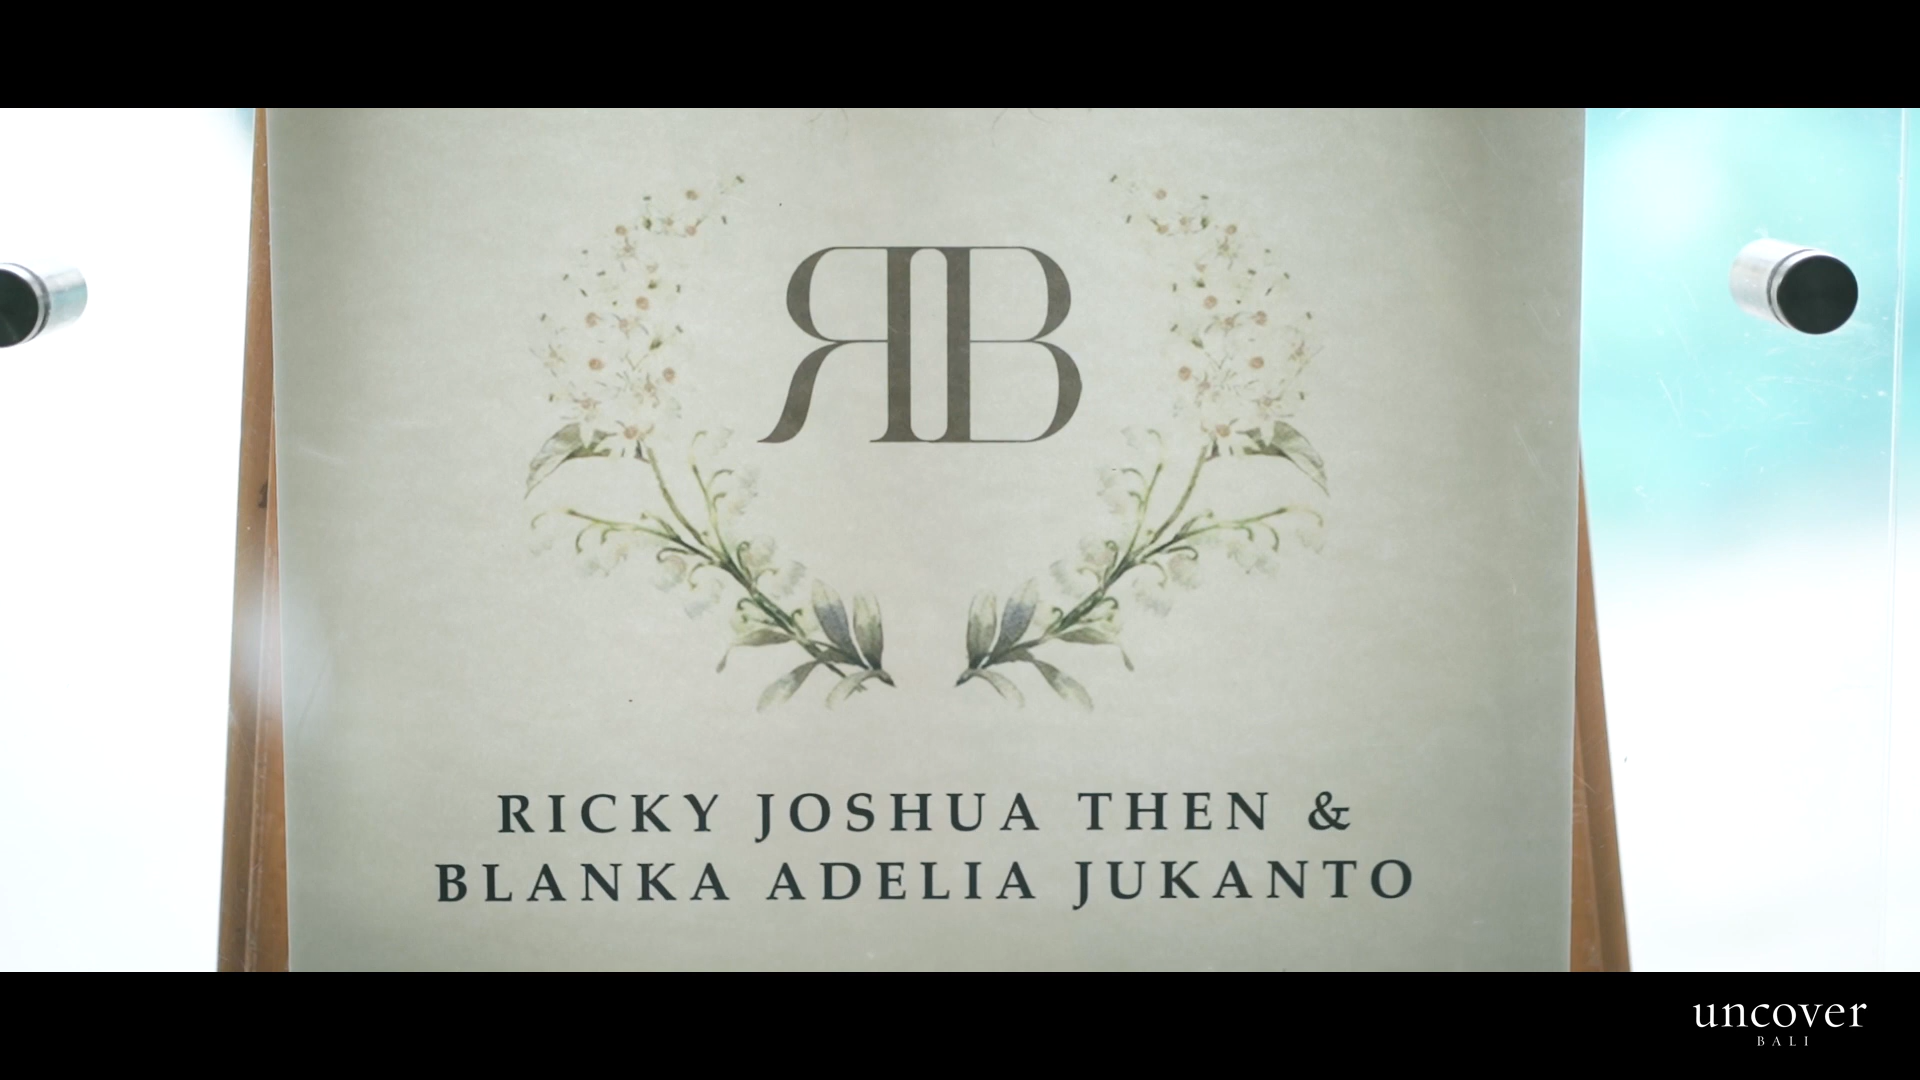 RB
RICKY JOSHUA THEN &
BLANKA ADELIA JUKANTO
uncover
BALI